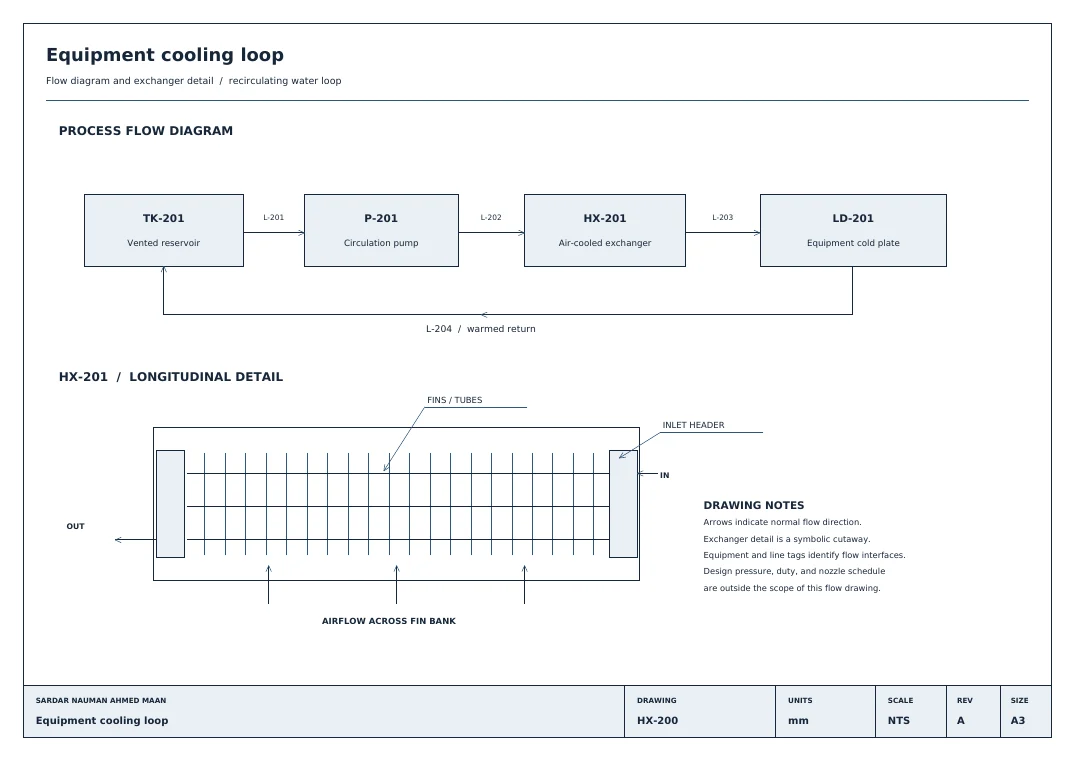 Equipment cooling loop
Flow diagram and exchanger detail / recirculating water loop
PROCESS FLOW DIAGRAM
TK-201
Vented reservoir
L-201
P-201
Circulation pump
L-202
HX-201
Air-cooled exchanger
L-203
LD-201
Equipment cold plate
L-204 / warmed return
HX-201 / LONGITUDINAL DETAIL
FINS / TUBES
INLET HEADER
IN
OUT
AIRFLOW ACROSS FIN BANK
DRAWING NOTES
Arrows indicate normal flow direction.
Exchanger detail is a symbolic cutaway.
Equipment and line tags identify flow interfaces.
Design pressure, duty, and nozzle schedule
are outside the scope of this flow drawing.
SARDAR NAUMAN AHMED MAAN
Equipment cooling loop
DRAWING
HX-200
UNITS
mm
SCALE
NTS
REV
A
SIZE
A3